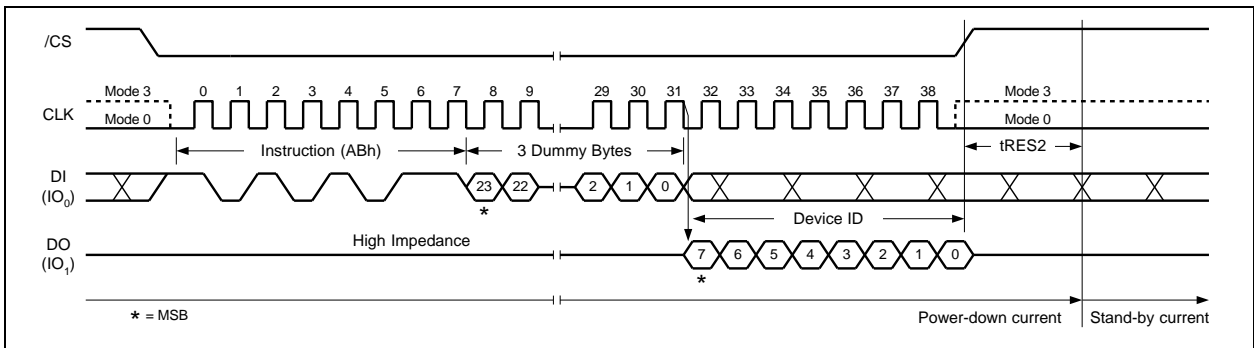 /CS
Mode 3 0 1 2 3 4 5 6 7 8 9 29 30 31 32 33 34 35 36 37 38 Mode 3
CLK
Mode 0 Mode 0
Instruction (ABh) 3 Dummy Bytes tRES2
DI
(IO0)
23 22 2 1 0
*
Device ID
High Impedance
DO
(IO1)
7 6 5 4 3 2 1 0
*
* = MSB
Power-down current Stand-by current